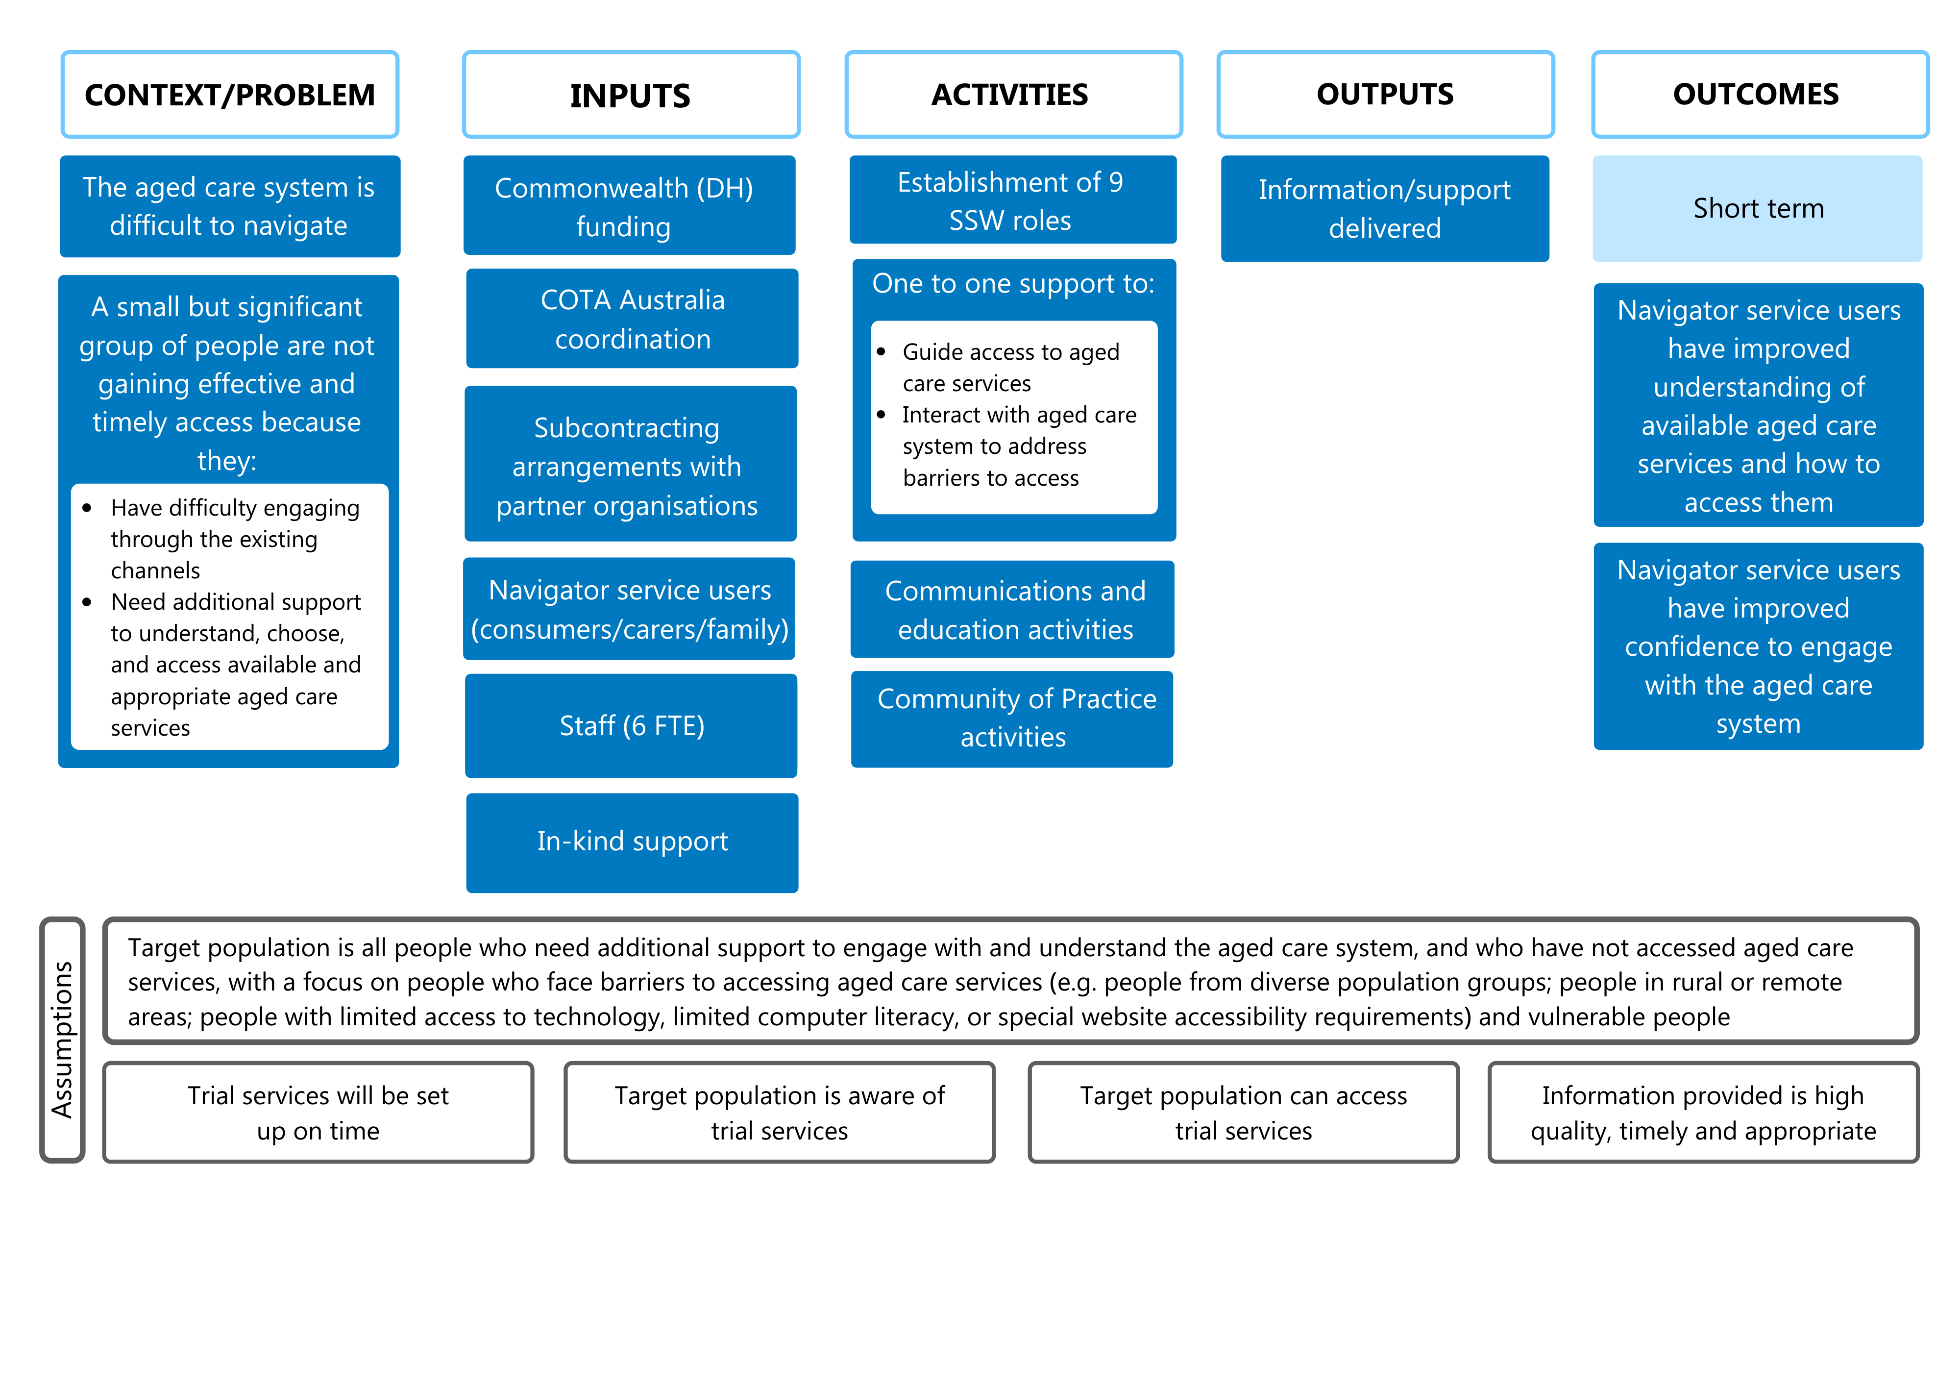 CONTEXT/PROBLEM
The aged care system is
difficult to navigate
A small but significant
group of people are not
gaining effective and
timely access because
they:
• Have difficulty engaging
through the existing
channels
• Need additional support
to understand, choose,
and access available and
appropriate aged care
services
INPUTS
Commonwealth (DH)
funding
COTA Australia
coordination
Subcontracting
arrangements with
partner organisations
Navigator service users
(consumers/carers/family)
Staff (6 FTE)
In-kind support
ACTIVITIES
Establishment of 9
SSW roles
One to one support to:
• Guide access to aged
care services
• Interact with aged care
system to address
barriers to access
Communications and
education activities
Community of Practice
activities
OUTPUTS
Information/support
delivered
OUTCOMES
Short term
Navigator service users
have improved
understanding of
available aged care
services and how to
access them
Navigator service users
have improved
confidence to engage
with the aged care
system
Assumptions
Target population is all people who need additional support to engage with and understand the aged care system, and who have not accessed aged care
services, with a focus on people who face barriers to accessing aged care services (e.g. people from diverse population groups; people in rural or remote
areas; people with limited access to technology, limited computer literacy, or special website accessibility requirements) and vulnerable people
Trial services will be set
up on time
Target population is aware of
trial services
Target population can access
trial services
Information provided is high
quality, timely and appropriate